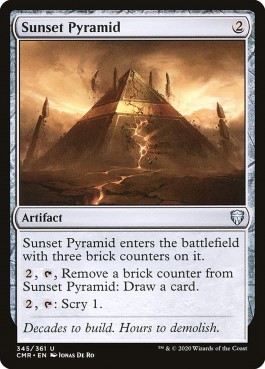 Sunset Pyramid 2
Artifact
Sunset Pyramid enters the battlefield
with three brick counters on it.
2, T, Remove a brick counter from
Sunset Pyramid: Draw a card.
2, T: Scry 1.
Decades to build. Hours to demolish.
345/361 U
CMR • EN JONAS DE RO
™ & © 2020 Wizards of the Coast